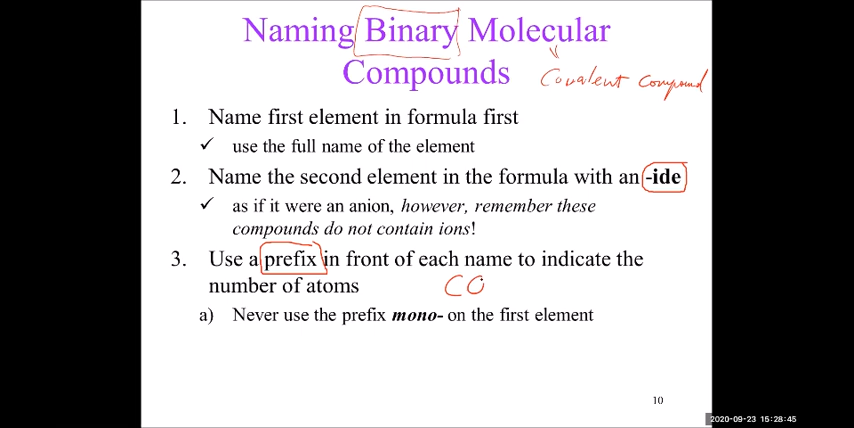 Naming Binary Molecular
Compounds
Covalent compound
1. Name first element in formula first
✓ use the full name of the element
2. Name the second element in the formula with an -ide
✓ as if it were an anion, however, remember these
compounds do not contain ions!
3. Use a prefix in front of each name to indicate the
number of atoms
CO
a) Never use the prefix mono- on the first element
10
2020-09-23 15:28:45